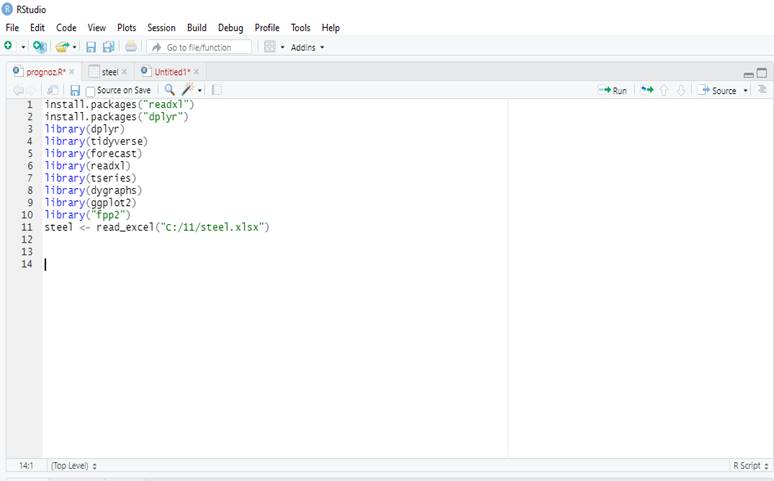 RStudio
File Edit Code View Plots Session Build Debug Profile Tools Help
Go to file/function Addins
prognoz.R* steel Untitled1*
Source on Save Run Source
1 install.packages("readxl")
2 install.packages("dplyr")
3 library(dplyr)
4 library(tidyverse)
5 library(forecast)
6 library(readxl)
7 library(tseries)
8 library(dygraphs)
9 library(ggplot2)
10 library("fpp2")
11 steel <- read_excel("C:/11/steel.xlsx")
12
13
14
14:1 (Top Level) R Script